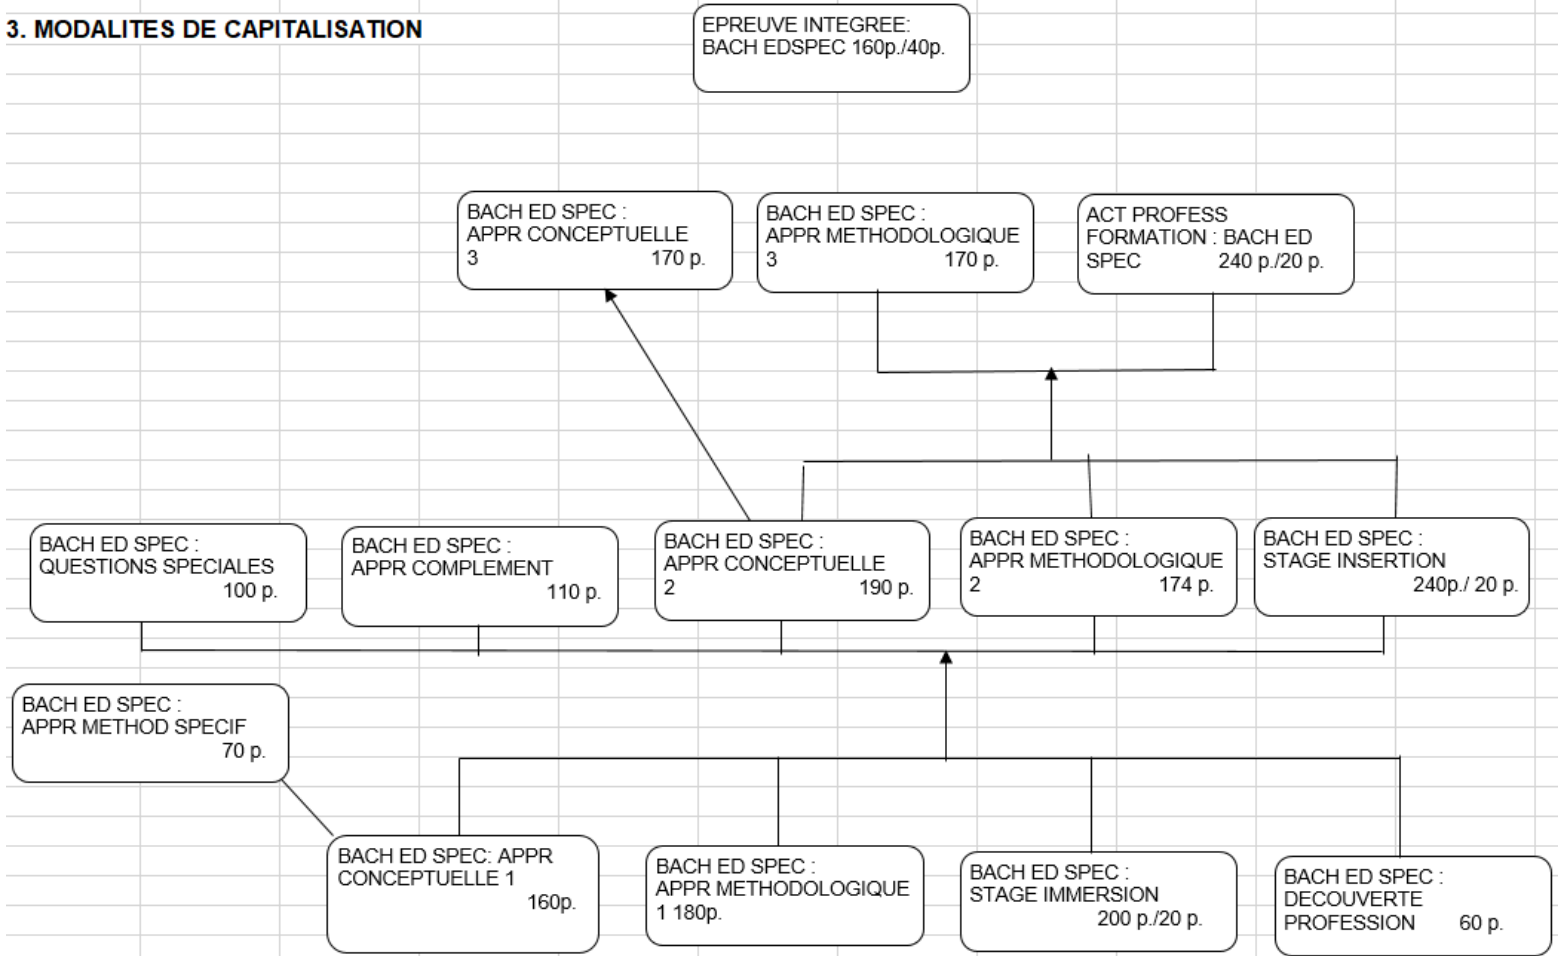 3. MODALITES DE CAPITALISATION
EPREUVE INTEGREE:
BACH EDSPEC 160p./40p.
BACH ED SPEC :
APPR CONCEPTUELLE
3 170 p.
BACH ED SPEC :
APPR METHODOLOGIQUE
3 170 p.
ACT PROFESS
FORMATION : BACH ED
SPEC 240 p./20 p.
BACH ED SPEC :
QUESTIONS SPECIALES
100 p.
BACH ED SPEC :
APPR COMPLEMENT
110 p.
BACH ED SPEC :
APPR CONCEPTUELLE
2 190 p.
BACH ED SPEC :
APPR METHODOLOGIQUE
2 174 p.
BACH ED SPEC :
STAGE INSERTION
240p./ 20 p.
BACH ED SPEC :
APPR METHOD SPECIF
70 p.
BACH ED SPEC: APPR
CONCEPTUELLE 1
160p.
BACH ED SPEC :
APPR METHODOLOGIQUE
1 180p.
BACH ED SPEC :
STAGE IMMERSION
200 p./20 p.
BACH ED SPEC :
DECOUVERTE
PROFESSION 60 p.